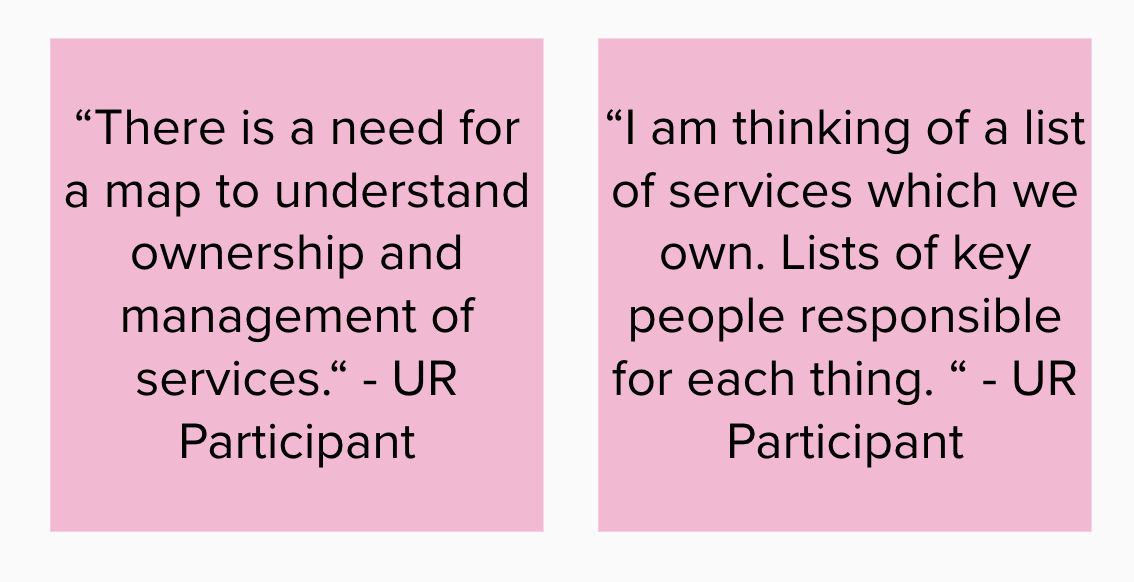 “There is a need for
a map to understand
ownership and
management of
services.“ - UR
Participant
“I am thinking of a list
of services which we
own. Lists of key
people responsible
for each thing. “ - UR
Participant